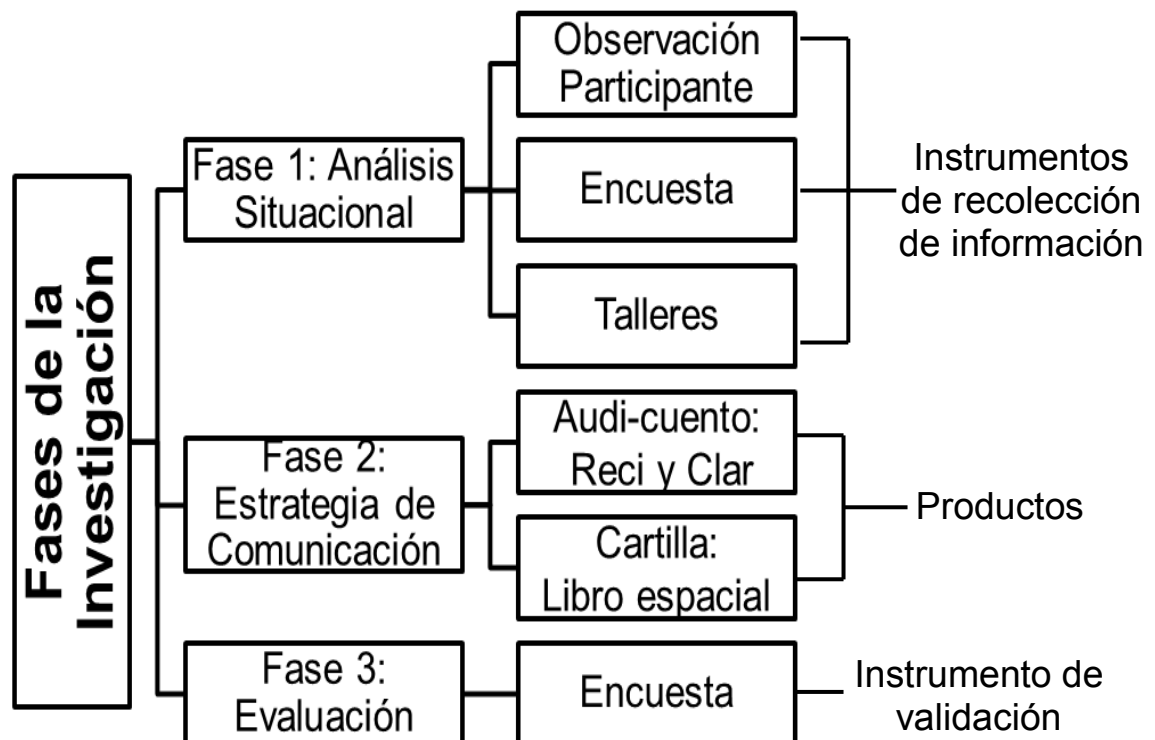 Fases de la
Investigación
Fase 1: Análisis
Situacional
Observación
Participante
Encuesta
Talleres
Instrumentos
de recolección
de información
Fase 2:
Estrategia de
Comunicación
Audi-cuento:
Reci y Clar
Cartilla:
Libro espacial
Productos
Fase 3:
Evaluación
Encuesta
Instrumento de
validación